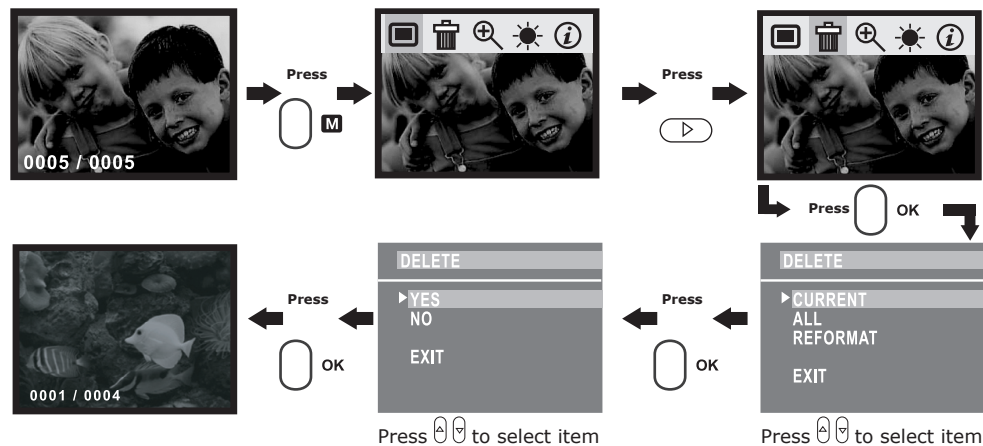 0005 / 0005
Press
M
Press
Press
OK
DELETE
CURRENT
ALL
REFORMAT
EXIT
Press to select item
Press
OK
DELETE
YES
NO
EXIT
Press to select item
Press
OK
0001 / 0004